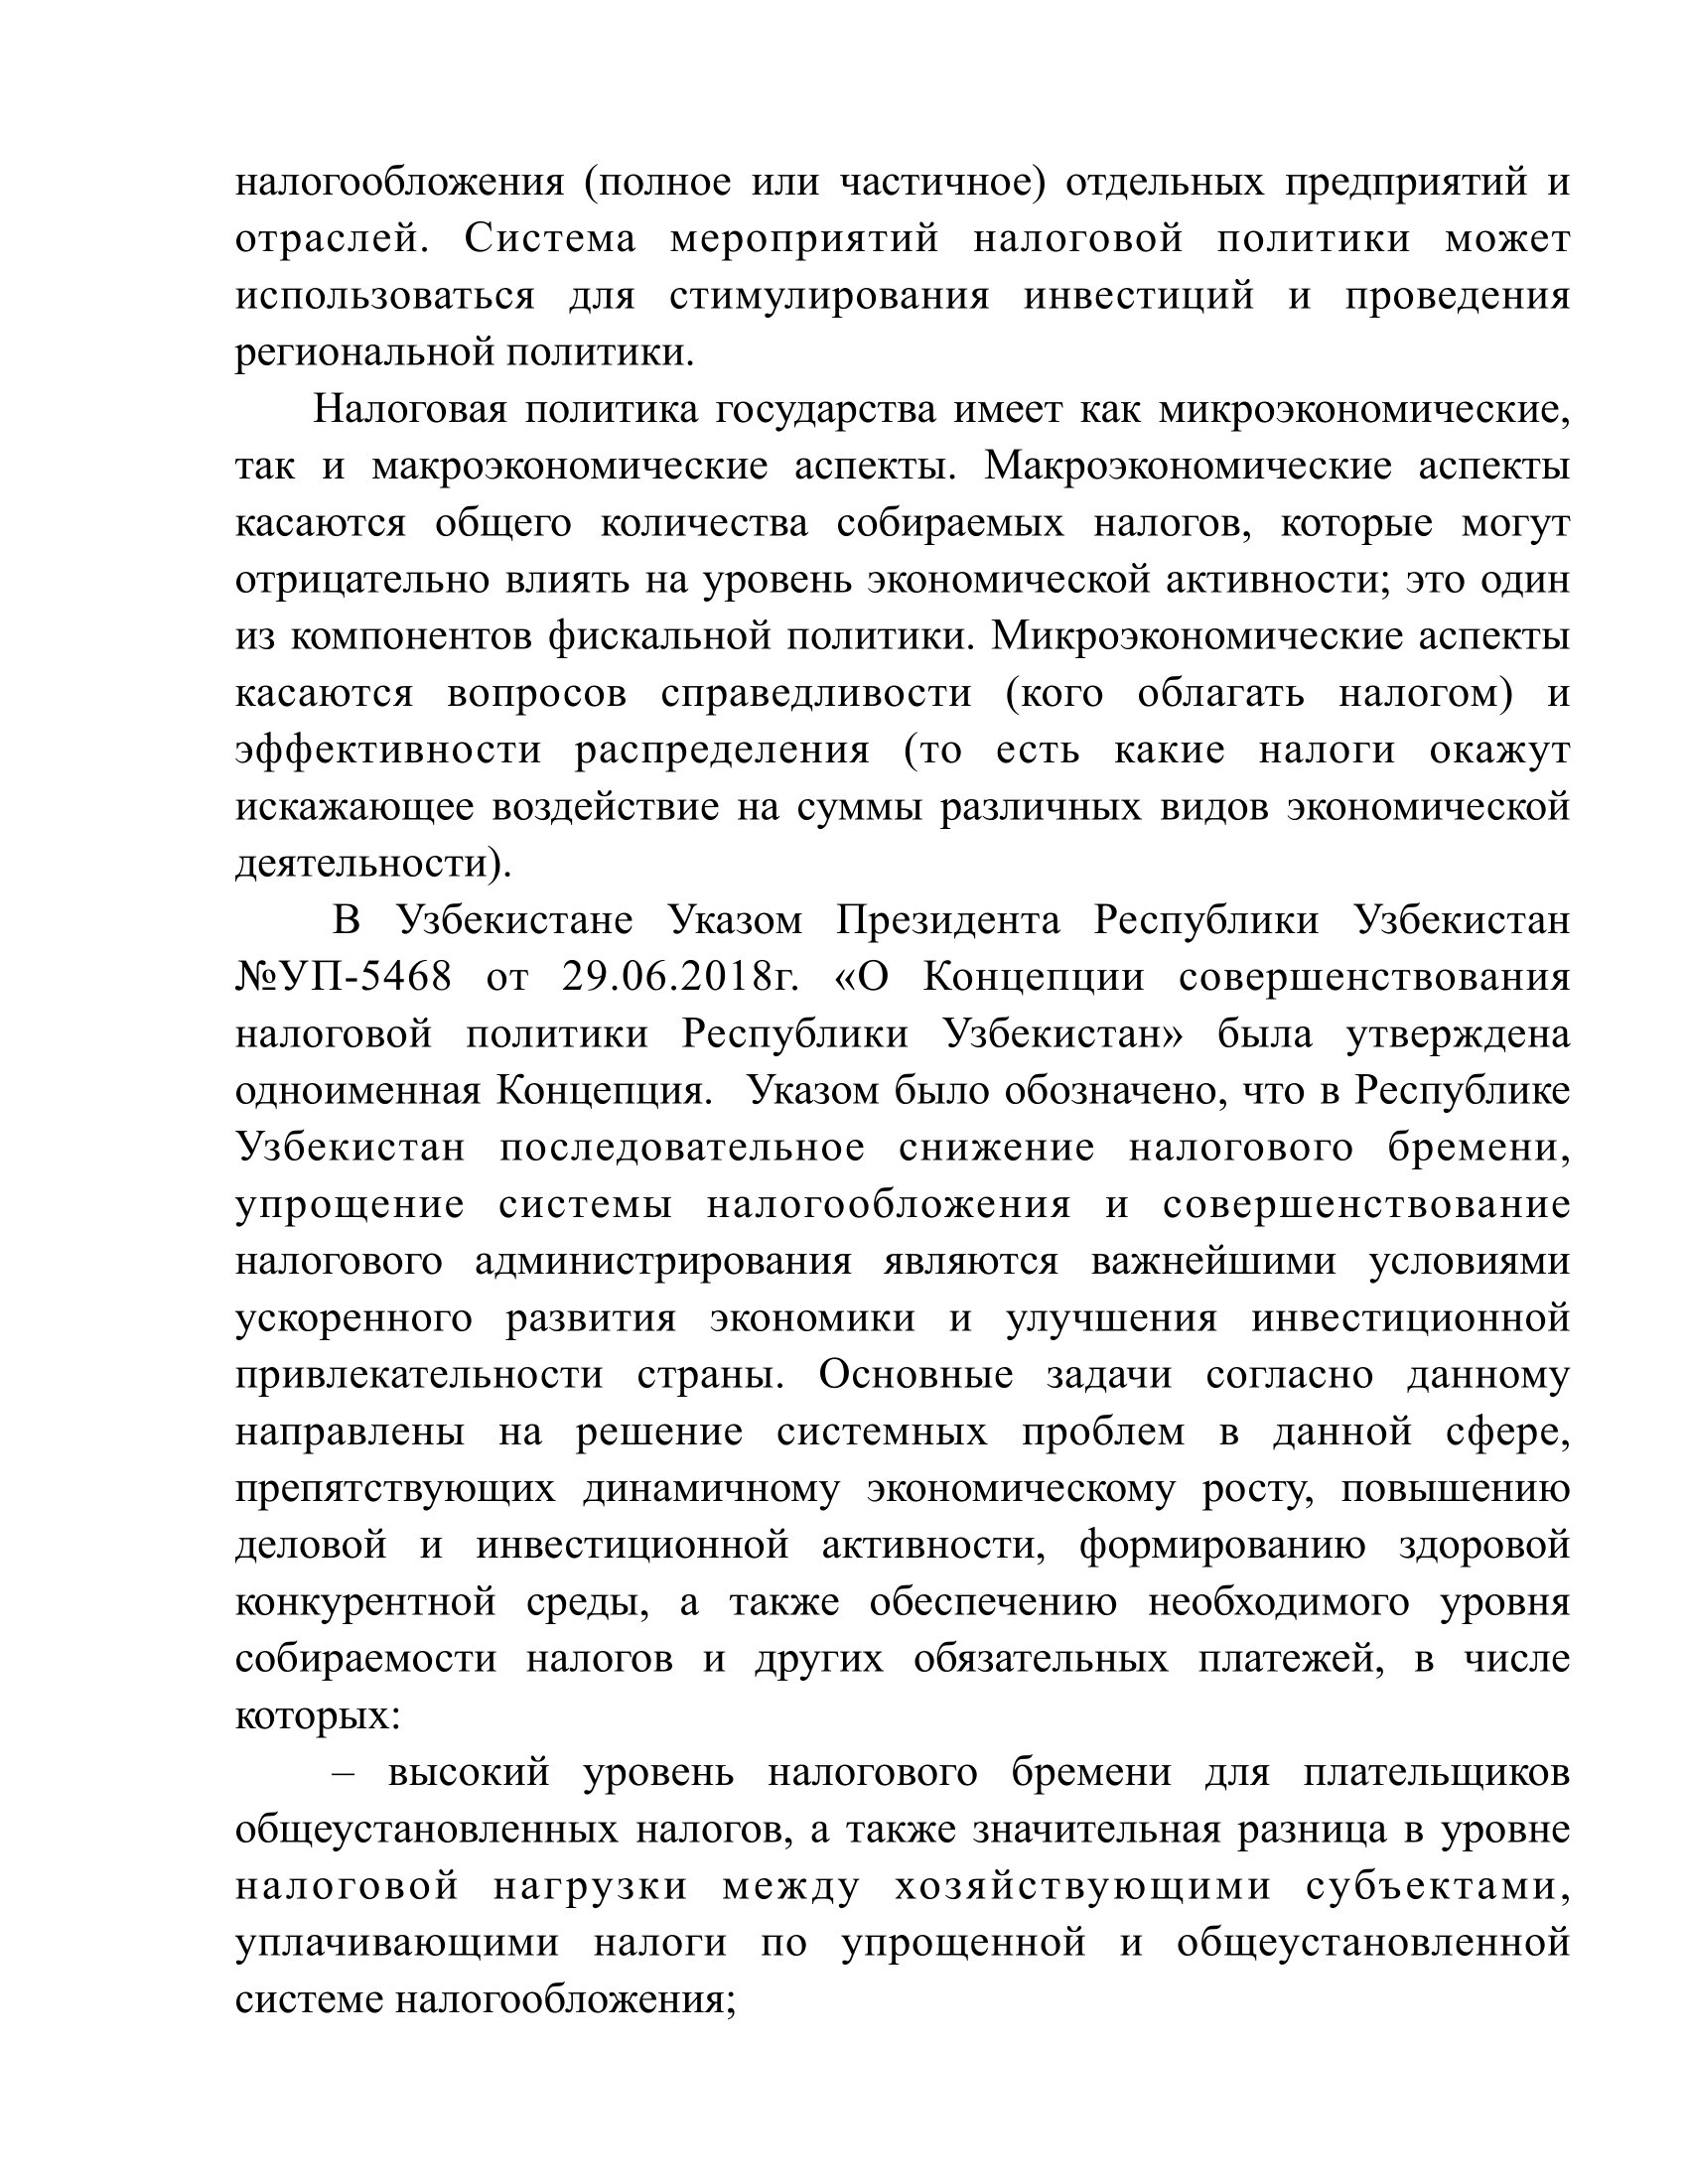 налогообложения (полное или частичное) отдельных предприятий и
отраслей. Система мероприятий налоговой политики может
использоваться для стимулирования инвестиций и проведения
региональной политики.
Налоговая политика государства имеет как микроэкономические,
так и макроэкономические аспекты. Макроэкономические аспекты
касаются общего количества собираемых налогов, которые могут
отрицательно влиять на уровень экономической активности; это один
из компонентов фискальной политики. Микроэкономические аспекты
касаются вопросов справедливости (кого облагать налогом) и
эффективности распределения (то есть какие налоги окажут
искажающее воздействие на суммы различных видов экономической
деятельности).
В Узбекистане Указом Президента Республики Узбекистан
№УП-5468 от 29.06.2018г. «О Концепции совершенствования
налоговой политики Республики Узбекистан» была утверждена
одноименная Концепция. Указом было обозначено, что в Республике
Узбекистан последовательное снижение налогового бремени,
упрощение системы налогообложения и совершенствование
налогового администрирования являются важнейшими условиями
ускоренного развития экономики и улучшения инвестиционной
привлекательности страны. Основные задачи согласно данному
направлены на решение системных проблем в данной сфере,
препятствующих динамичному экономическому росту, повышению
деловой и инвестиционной активности, формированию здоровой
конкурентной среды, а также обеспечению необходимого уровня
собираемости налогов и других обязательных платежей, в числе
которых:
– высокий уровень налогового бремени для плательщиков
общеустановленных налогов, а также значительная разница в уровне
налоговой нагрузки между хозяйствующими субъектами,
уплачивающими налоги по упрощенной и общеустановленной
системе налогообложения;